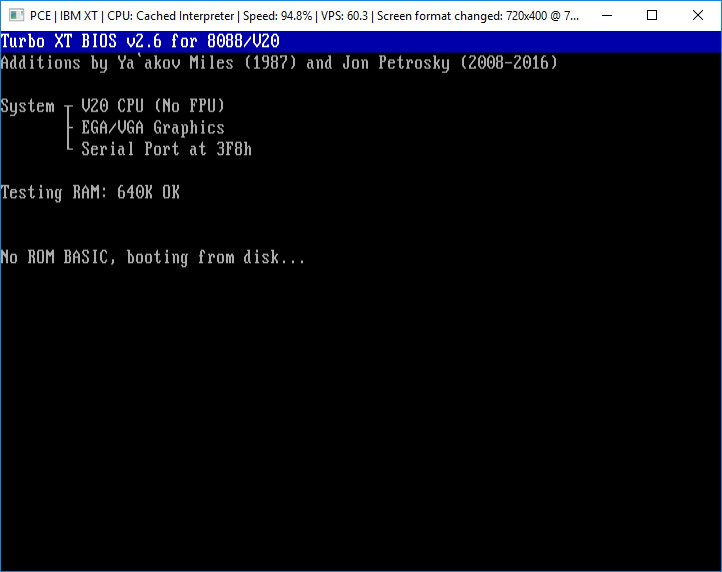 PCE | IBM XT | CPU: Cached Interpreter | Speed: 94.8% | VPS: 60.3 | Screen format changed: 720x400 @ 7...
Turbo XT BIOS v2.6 for 8088/V20
Additions by Ya`akov Miles (1987) and Jon Petrosky (2008-2016)
System ┬ V20 CPU (No FPU)
├ EGA/VGA Graphics
└ Serial Port at 3F8h
Testing RAM: 640K OK
No ROM BASIC, booting from disk...